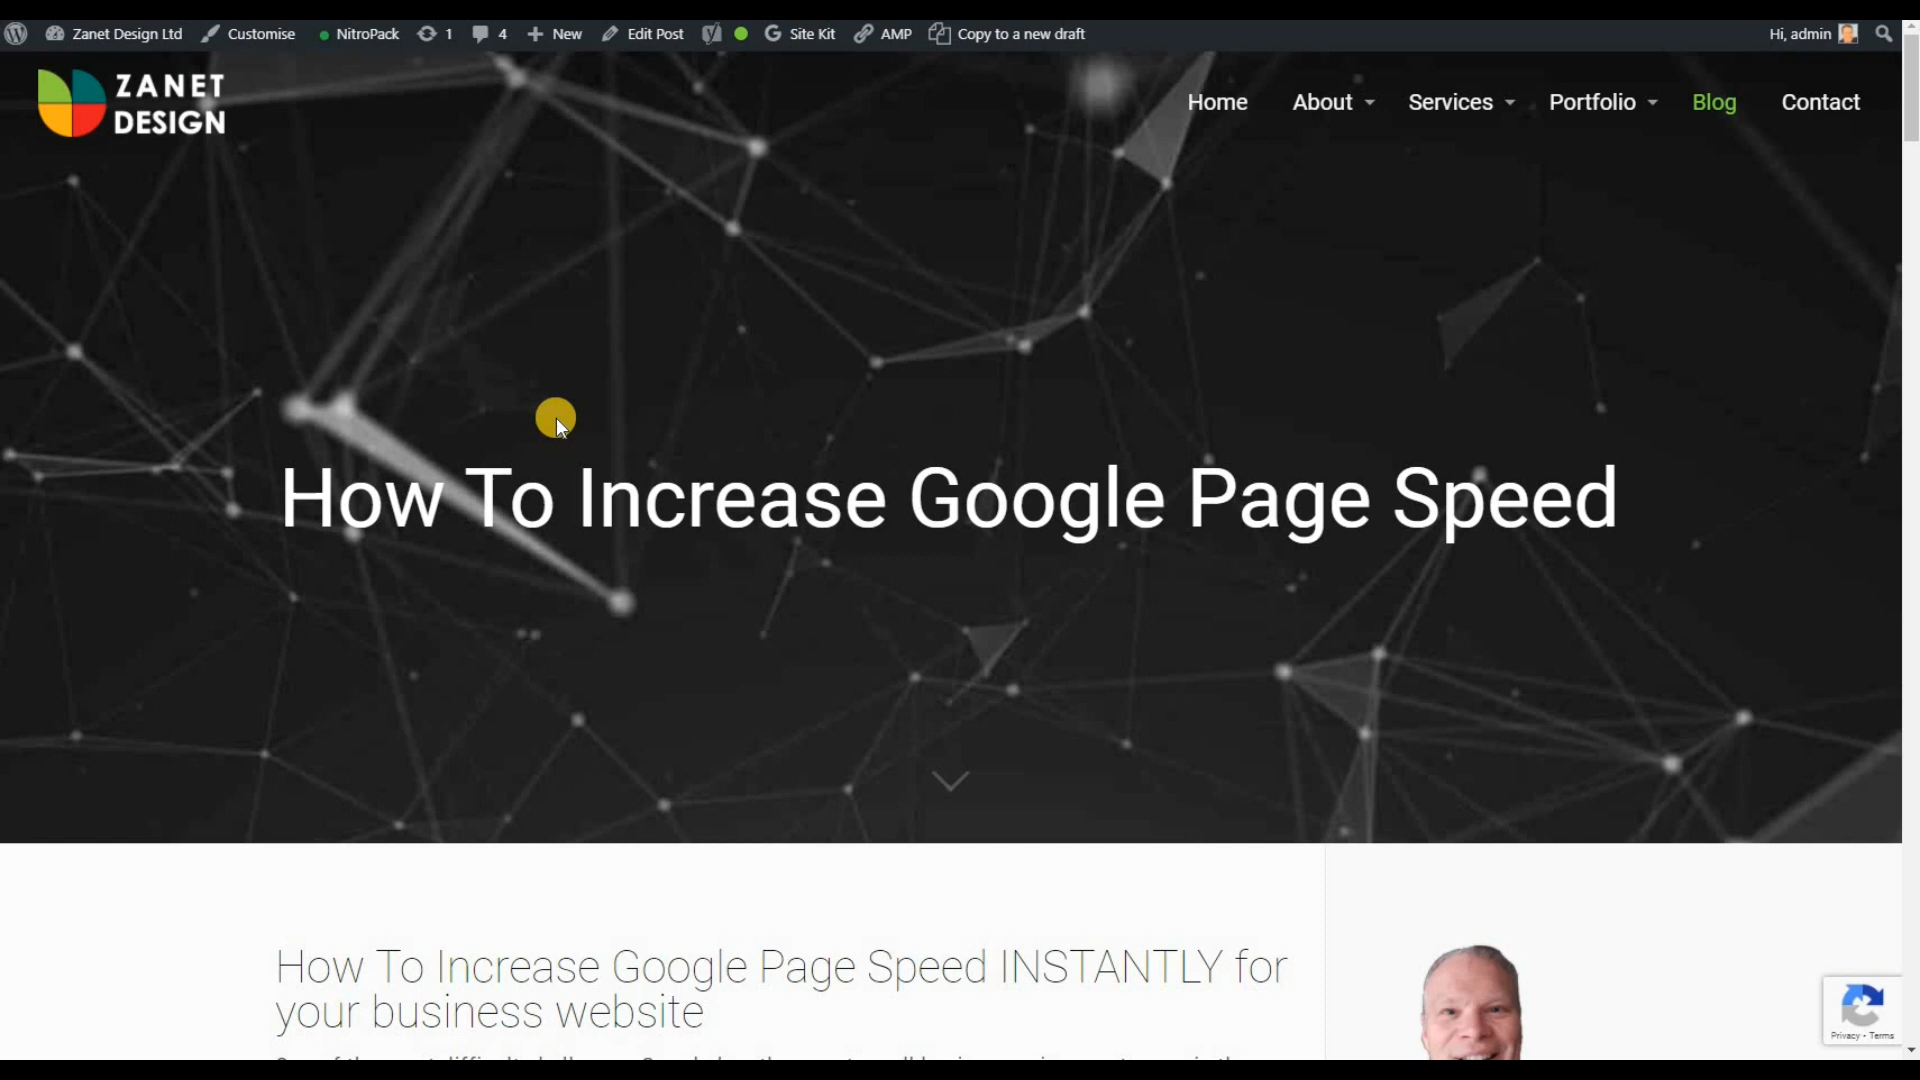 Zanet Design Ltd Customise NitroPack 1 4 New Edit Post Site Kit AMP Copy to a new draft Hi, admin
ZANET
DESIGN
Home About Services Portfolio Blog Contact
How To Increase Google Page Speed
How To Increase Google Page Speed INSTANTLY for
your business website
Privacy - Terms